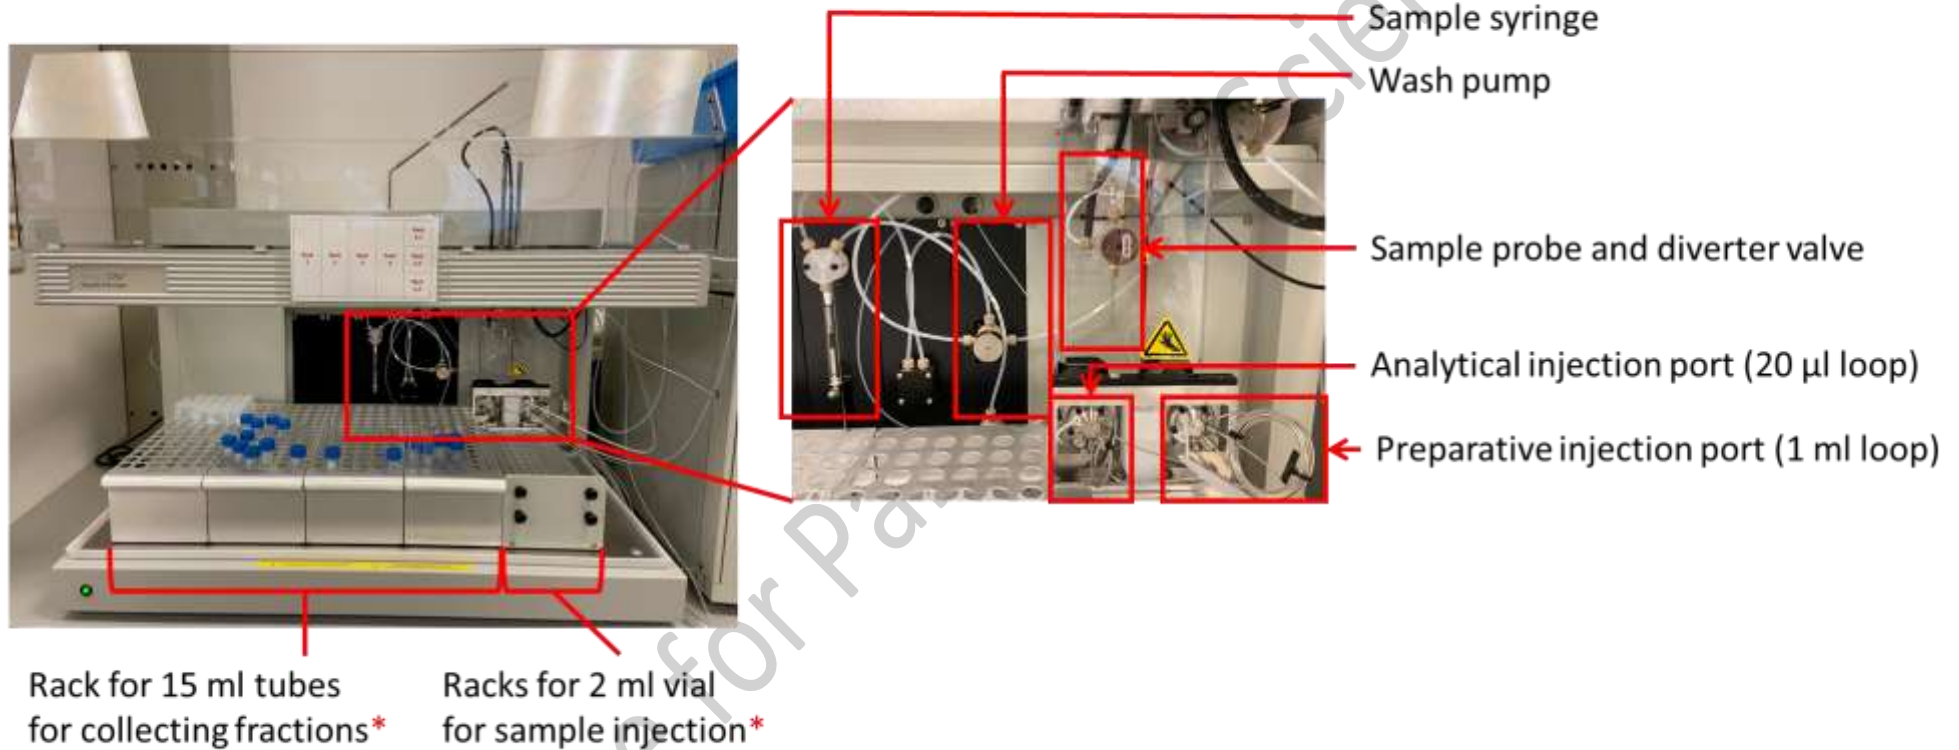 Sample syringe
Wash pump
Sample probe and diverter valve
Analytical injection port (20 µl loop)
Preparative injection port (1 ml loop)
Rack for 15 ml tubes
for collecting fractions*
Racks for 2 ml vial
for sample injection*
for